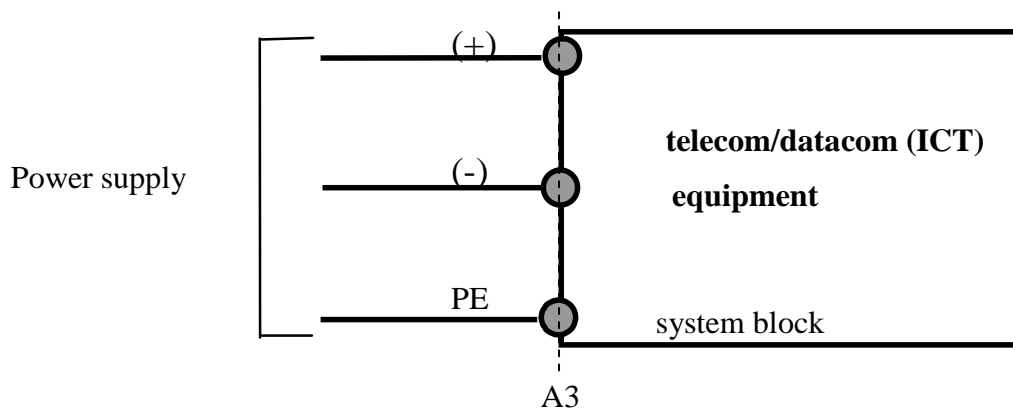 (+)
telecom/datacom (ICT)
Power supply
(-)
equipment
PE
system block
A3